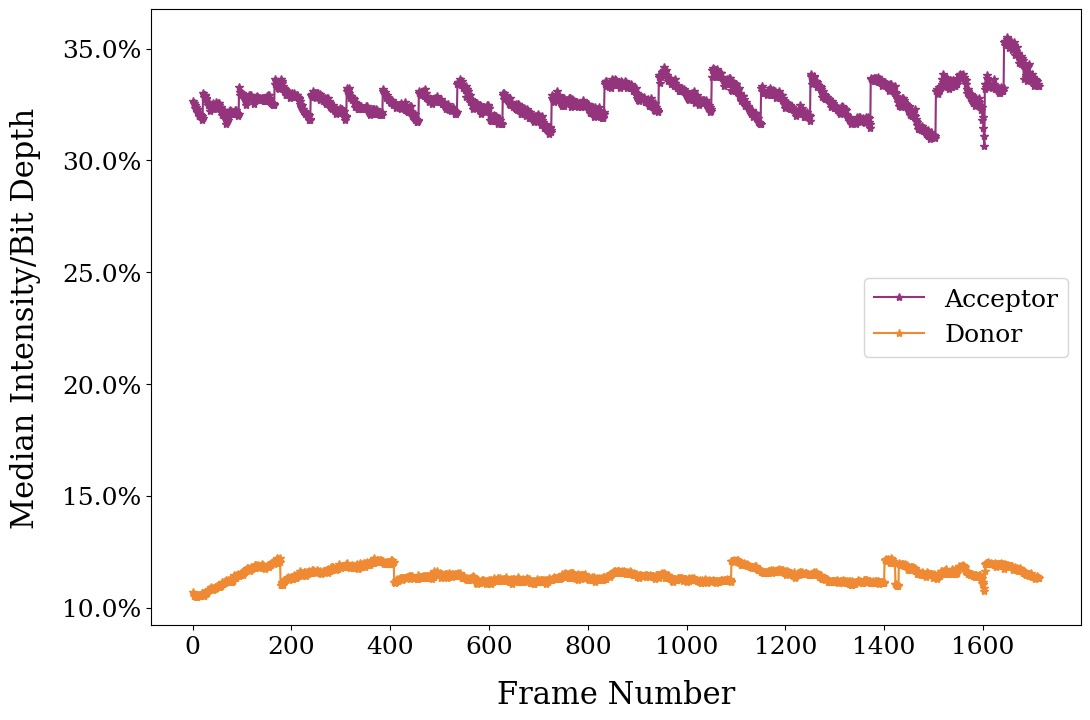 Median Intensity/Bit Depth
35.0%
30.0%
25.0%
20.0%
15.0%
10.0%
Acceptor
Donor
0 200 400 600 800 1000 1200 1400 1600
Frame Number